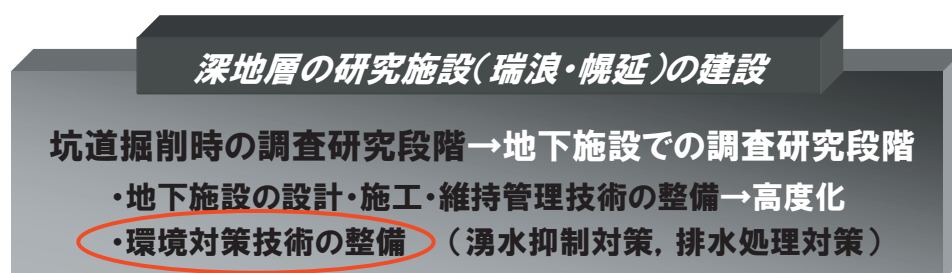 深地層の研究施設(瑞浪・幌延)の建設
坑道掘削時の調査研究段階→地下施設での調査研究段階
・地下施設の設計・施工・維持管理技術の整備→高度化
・環境対策技術の整備 (湧水抑制対策,排水処理対策)